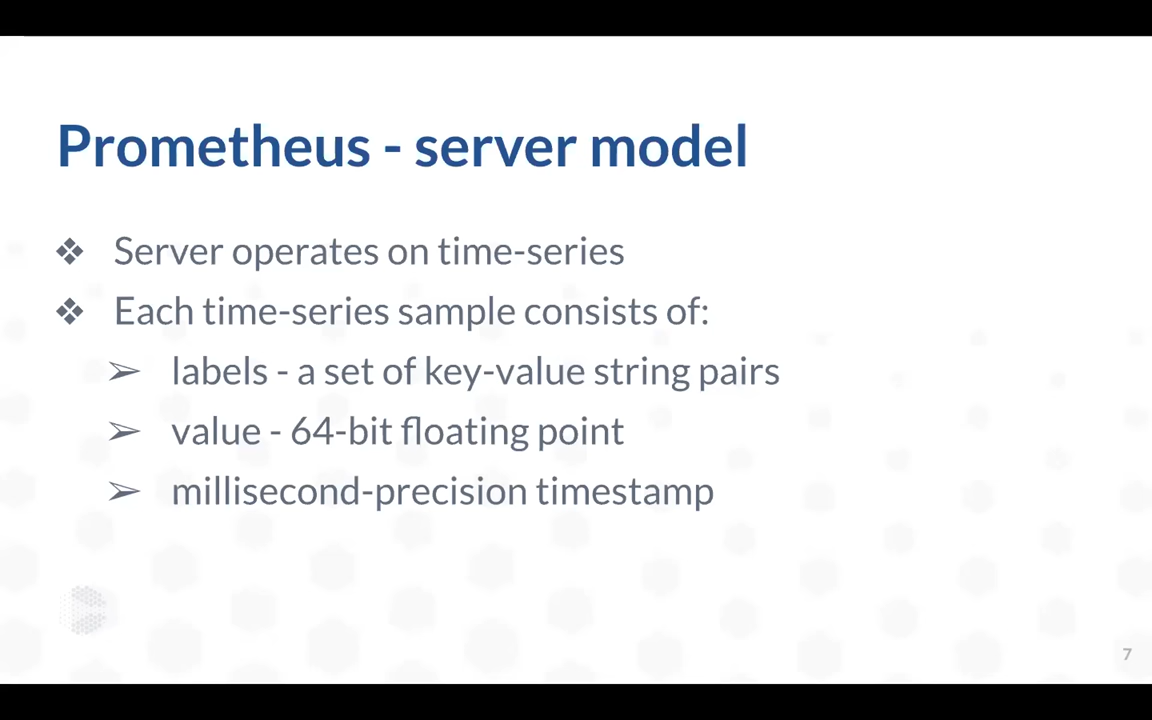 Prometheus - server model
❖ Server operates on time-series
❖ Each time-series sample consists of:
➢ labels - a set of key-value string pairs
➢ value - 64-bit floating point
➢ millisecond-precision timestamp
7